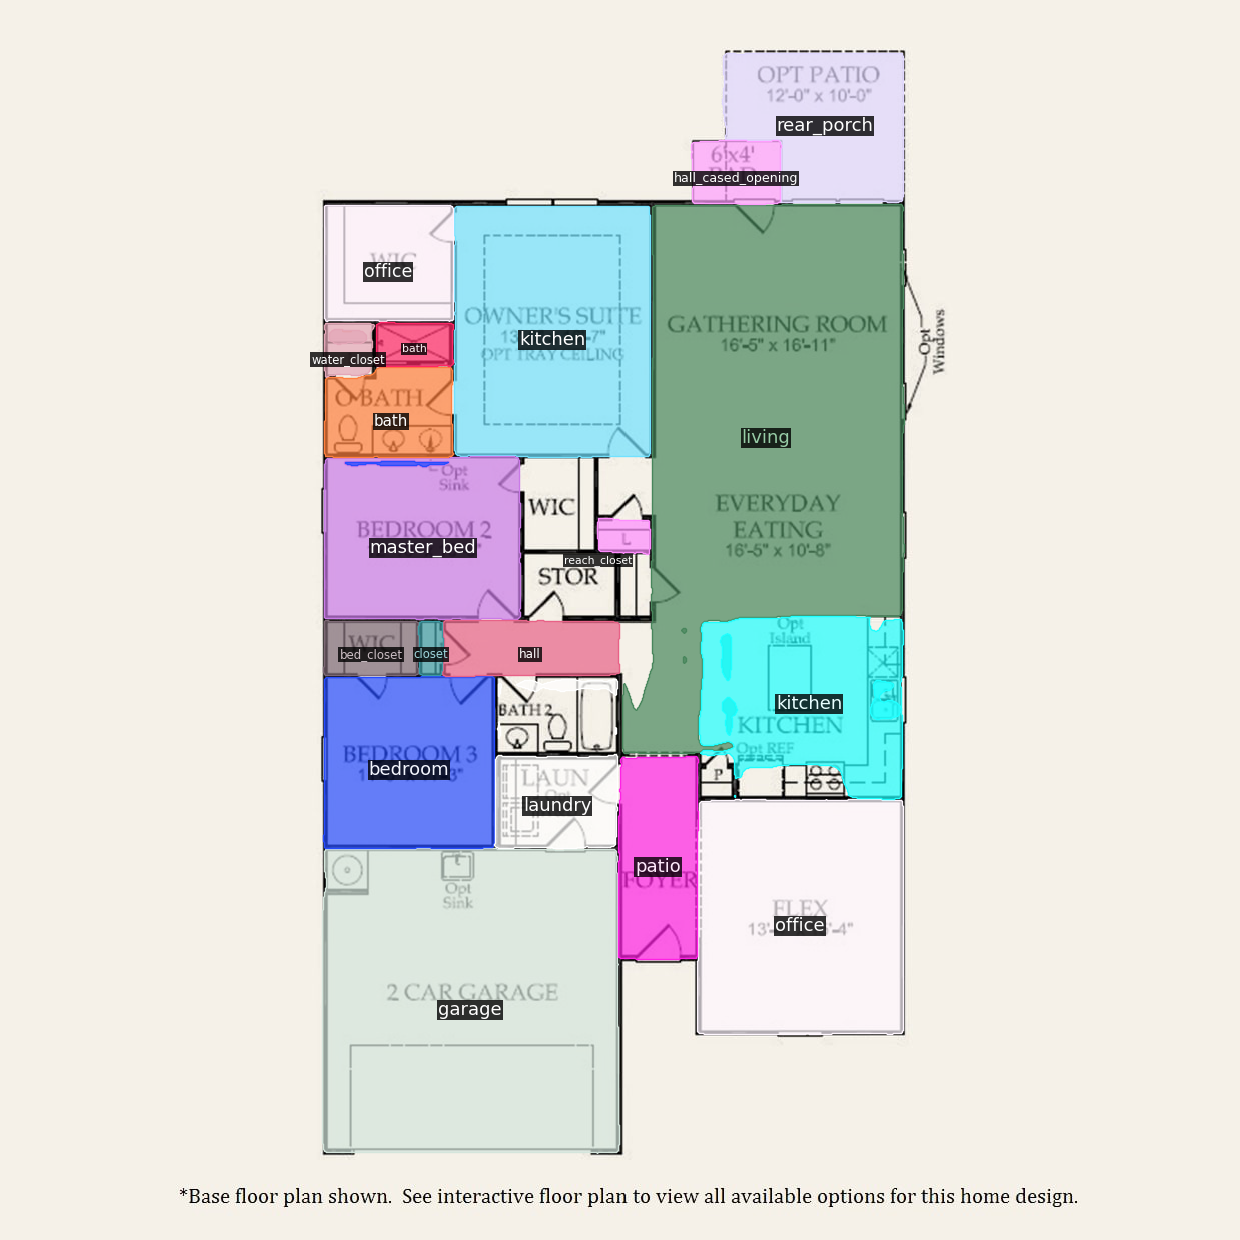 OPT PATIO
12'-0" x 10'-0"
rear_porch
6'x4'
hall_cased_opening
WIC
office
OWNER'S SUITE
kitchen
OPT TRAY CEILING
GATHERING ROOM
16'-5" x 16'-11"
Opt
Windows
bath
water_closet
O BATH
bath
living
Opt
Sink
WIC
BEDROOM 2
master_bed
EVERYDAY
EATING
16'-5" x 10'-8"
L
reach_closet
STOR
WIC
bed_closet
closet
hall
Opt
Island
kitchen
KITCHEN
Opt REF
BATH 2
BEDROOM 3
bedroom
LAUN
laundry
P
patio
FOYER
Opt
Sink
FLEX
office
2 CAR GARAGE
garage
*Base floor plan shown.  See interactive floor plan to view all available options for this home design.